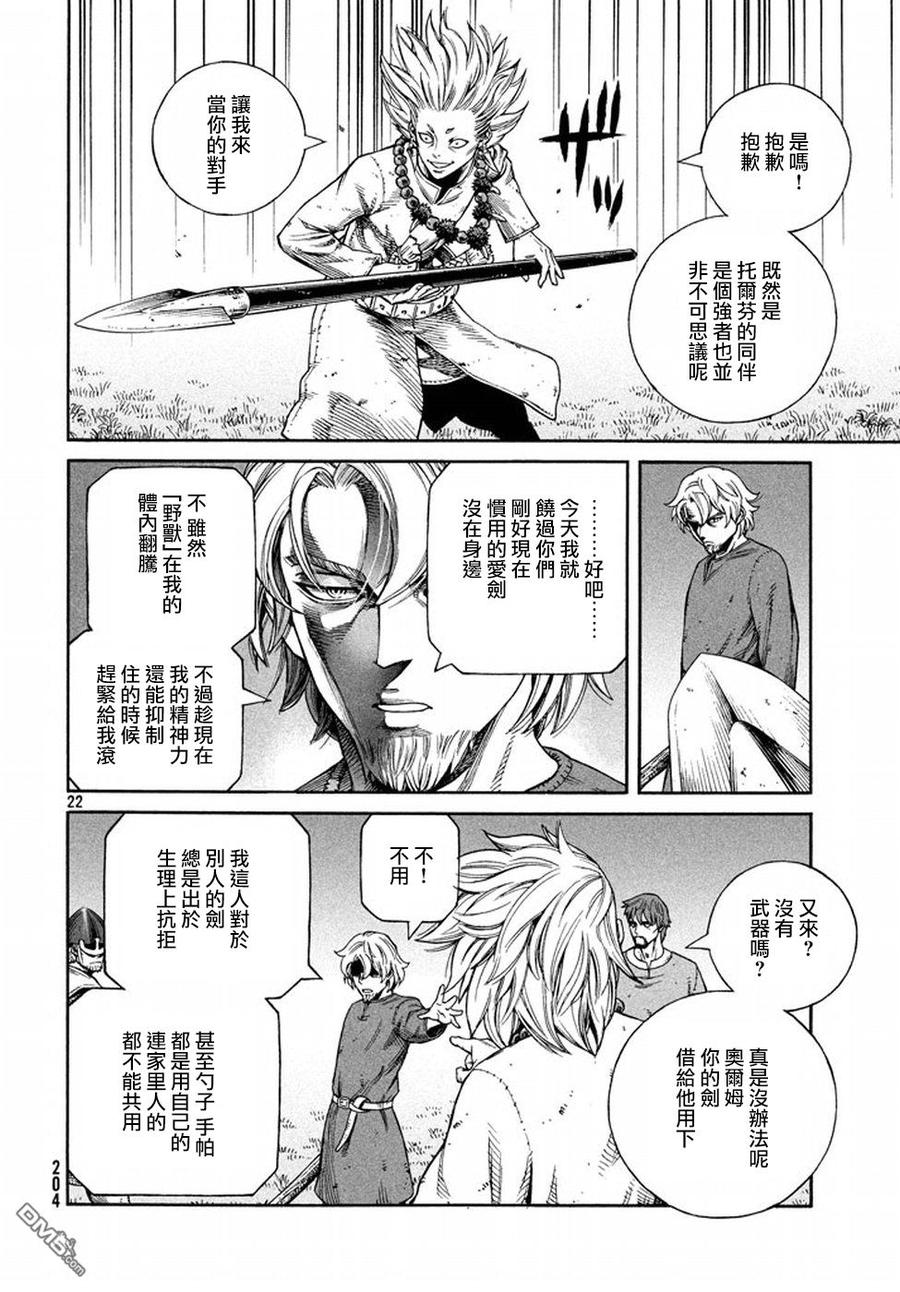 是嗎！
抱歉
抱歉
既然是
托爾芬的同伴
是個強者也並
非不可思議呢
ザザッ
讓我來
當你的對手
………好吧……
今天我就
饒過你們
剛好現在
慣用的愛劍
沒在身邊
不 雖然
「野獸」在我的
體內翻騰
不過趁現在
我的精神力
還能抑制
住的時候
趕緊給我滾
22
又來？
沒有
武器嗎？
真是沒辦法呢
奧爾姆
你的劍
借給他用下
不！
不用
我這人對於
別人的劍
總是出於
生理上抗拒
甚至勺子 手帕
都是用自己的
連家里人的
都不能共用
204
DM5.com